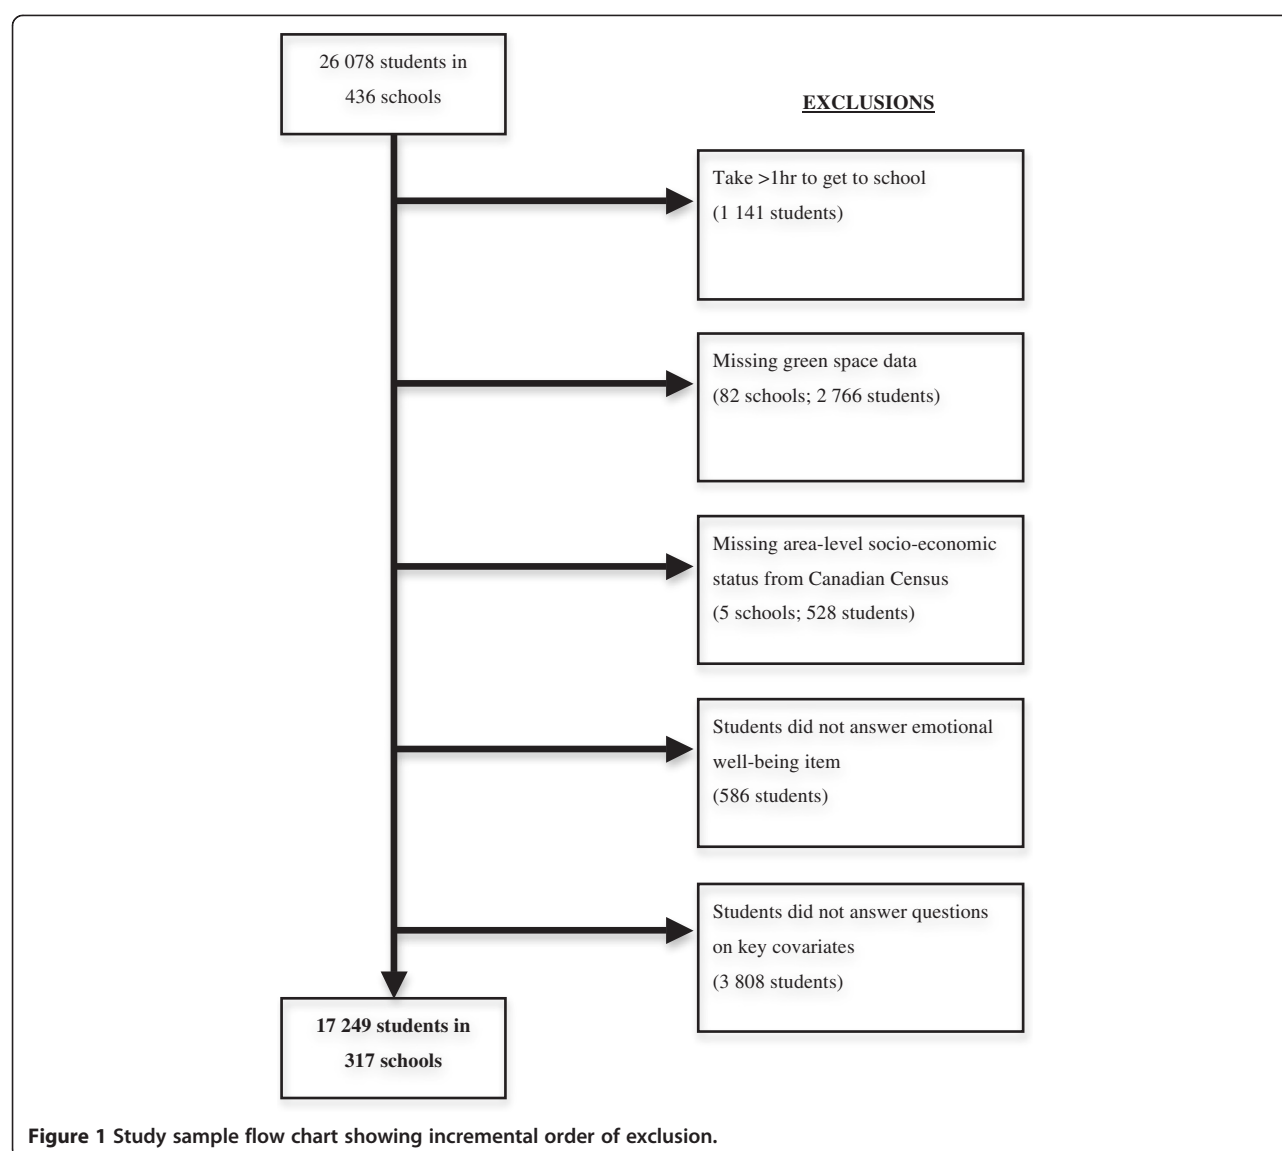 26 078 students in
436 schools
EXCLUSIONS
Take >1hr to get to school
(1 141 students)
Missing green space data
(82 schools; 2 766 students)
Missing area-level socio-economic
status from Canadian Census
(5 schools; 528 students)
Students did not answer emotional
well-being item
(586 students)
Students did not answer questions
on key covariates
(3 808 students)
17 249 students in
317 schools
Figure 1 Study sample flow chart showing incremental order of exclusion.